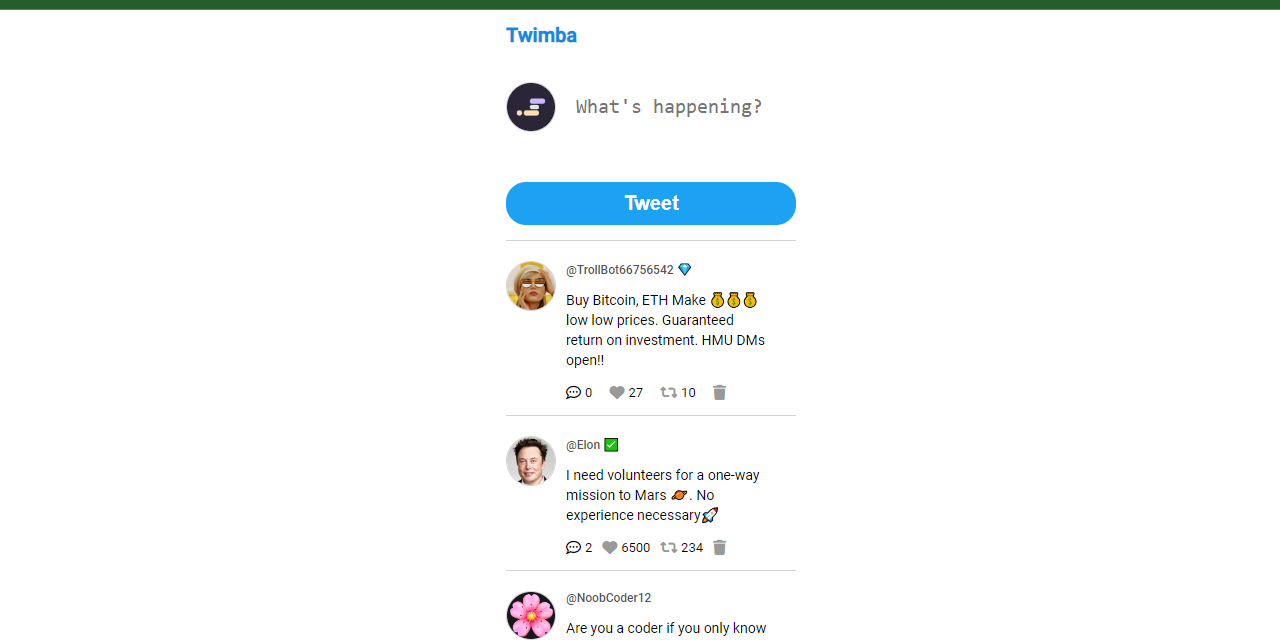 Twimba
What's happening?
Tweet
@TrollBot66756542 💎
Buy Bitcoin, ETH Make 💰💰💰
low low prices. Guaranteed
return on investment. HMU DMs
open!!
0 27 10
@Elon ✅
I need volunteers for a one-way
mission to Mars 🪐. No
experience necessary🚀
2 6500 234
@NoobCoder12
Are you a coder if you only know